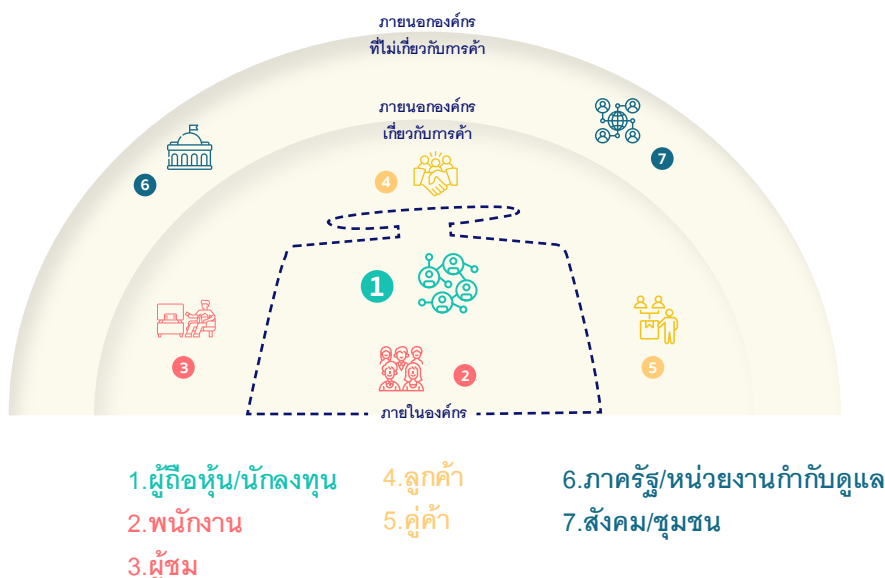 ภายนอกองค์กร
ที่ไม่เกี่ยวกับการค้า
ภายนอกองค์กร
เกี่ยวกับการค้า
4
7
6
1
3
2
5
ภายในองค์กร
1.ผู้ถือหุ้น/นักลงทุน
2.พนักงาน
3.ผู้ชม
4.ลูกค้า
5.คู่ค้า
6.ภาครัฐ/หน่วยงานกำกับดูแล
7.สังคม/ชุมชน